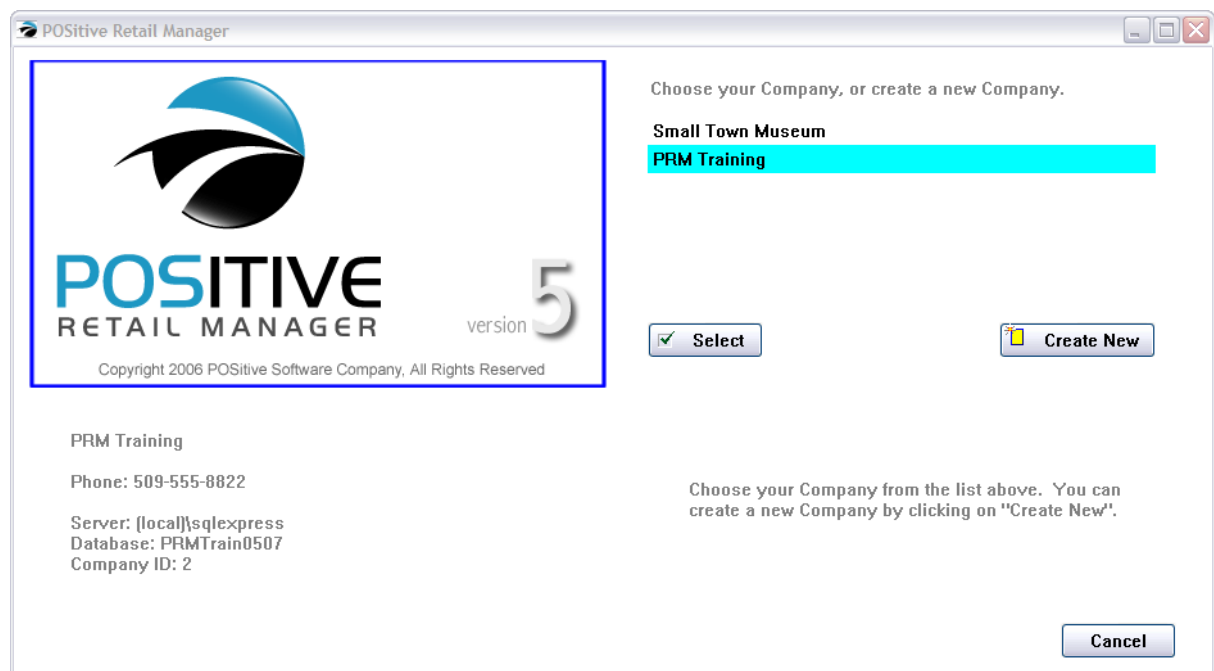 POSitive Retail Manager
POSITIVE
RETAIL MANAGER
version 5
Copyright 2006 POSitive Software Company, All Rights Reserved
Choose your Company, or create a new Company.
Small Town Museum
PRM Training
Select
Create New
PRM Training
Phone: 509-555-8822
Server: (local)\sqlexpress
Database: PRMTrain0507
Company ID: 2
Choose your Company from the list above.  You can
create a new Company by clicking on "Create New".
Cancel